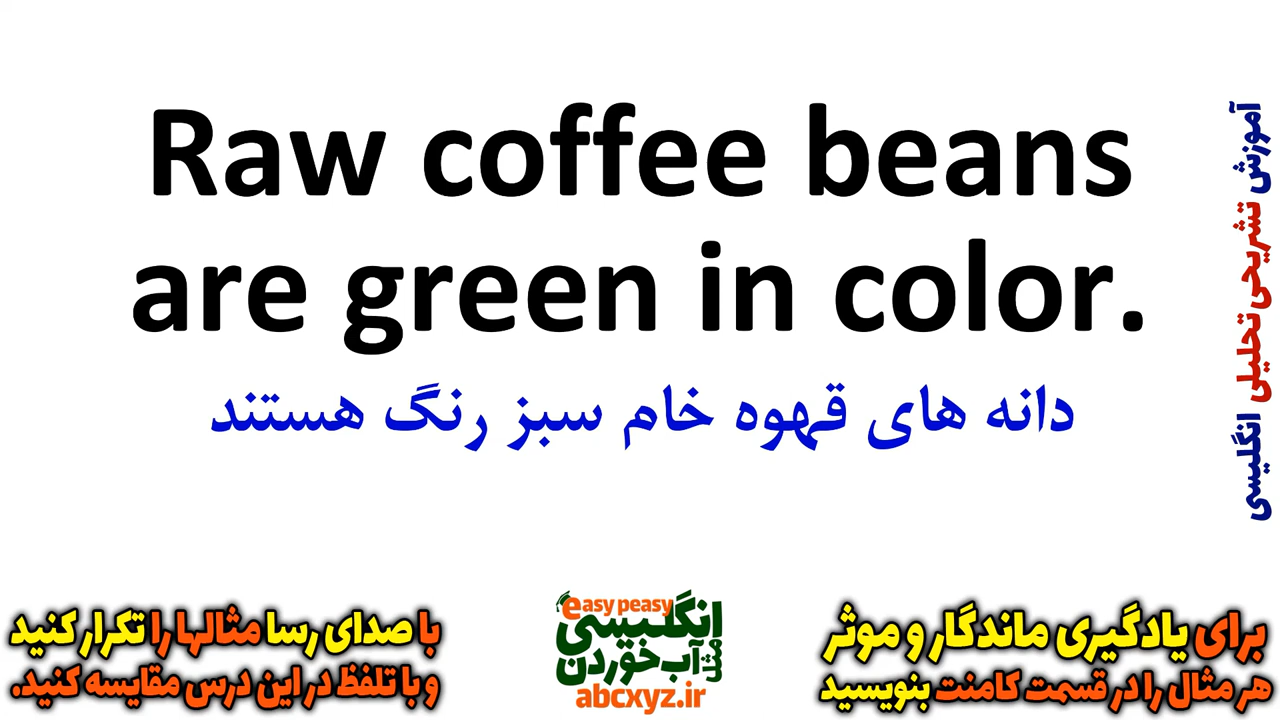 Raw coffee beans
are green in color.
دانه های قهوه خام سبز رنگ هستند
آموزش تشریحی تحلیلی انگلیسی
برای یادگیری ماندگار و موثر
هر مثال را در قسمت کامنت بنویسید
easy peasy
انگلیسی
مثل آب خوردن
abcxyz.ir
با صدای رسا مثالها را تکرار کنید
و با تلفظ در این درس مقایسه کنید.